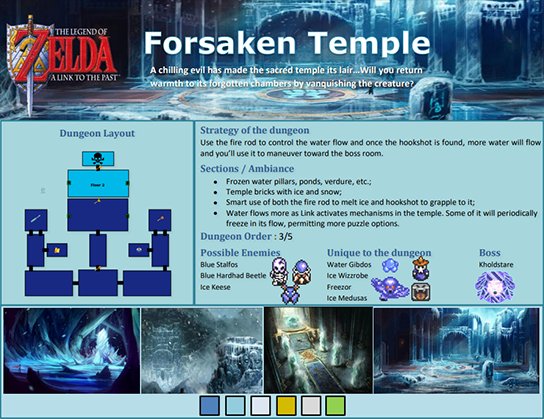 THE LEGEND OF
ZELDA
A LINK TO THE PAST
Forsaken Temple
A chilling evil has made the sacred temple its lair...Will you return
warmth to its forgotten chambers by vanquishing the creature?
Dungeon Layout
Floor 2
Strategy of the dungeon
Use the fire rod to control the water flow and once the hookshot is found, more water will flow
and you'll use it to maneuver toward the boss room.
Sections / Ambiance
• Frozen water pillars, ponds, verdure, etc.;
• Temple bricks with ice and snow;
• Smart use of both the fire rod to melt ice and hookshot to grapple to it;
• Water flows more as Link activates mechanisms in the temple. Some of it will periodically
freeze in its flow, permitting more puzzle options.
Dungeon Order : 3/5
Possible Enemies
Blue Stalfos
Blue Hardhad Beetle
Ice Keese
Unique to the dungeon
Water Gibdos
Ice Wizrobe
Freezor
Ice Medusas
Boss
Kholdstare